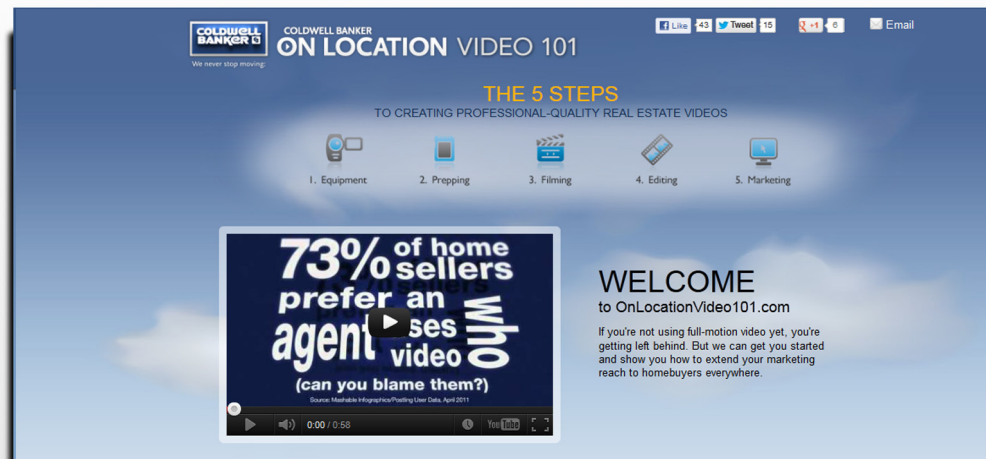 COLDWELL
BANKER
We never stop moving:
COLDWELL BANKER
ON LOCATION VIDEO 101
Like 43 Tweet 15 +1 6 Email
THE 5 STEPS
TO CREATING PROFESSIONAL-QUALITY REAL ESTATE VIDEOS
1. Equipment 2. Prepping 3. Filming 4. Editing 5. Marketing
73% of home
sellers
prefer an
agent who
uses
video
(can you blame them?)
Source: Mashable Infographics/Postling User Data, April 2011
0:00 / 0:58 YouTube
WELCOME
to OnLocationVideo101.com
If you're not using full-motion video yet, you're
getting left behind. But we can get you started
and show you how to extend your marketing
reach to homebuyers everywhere.